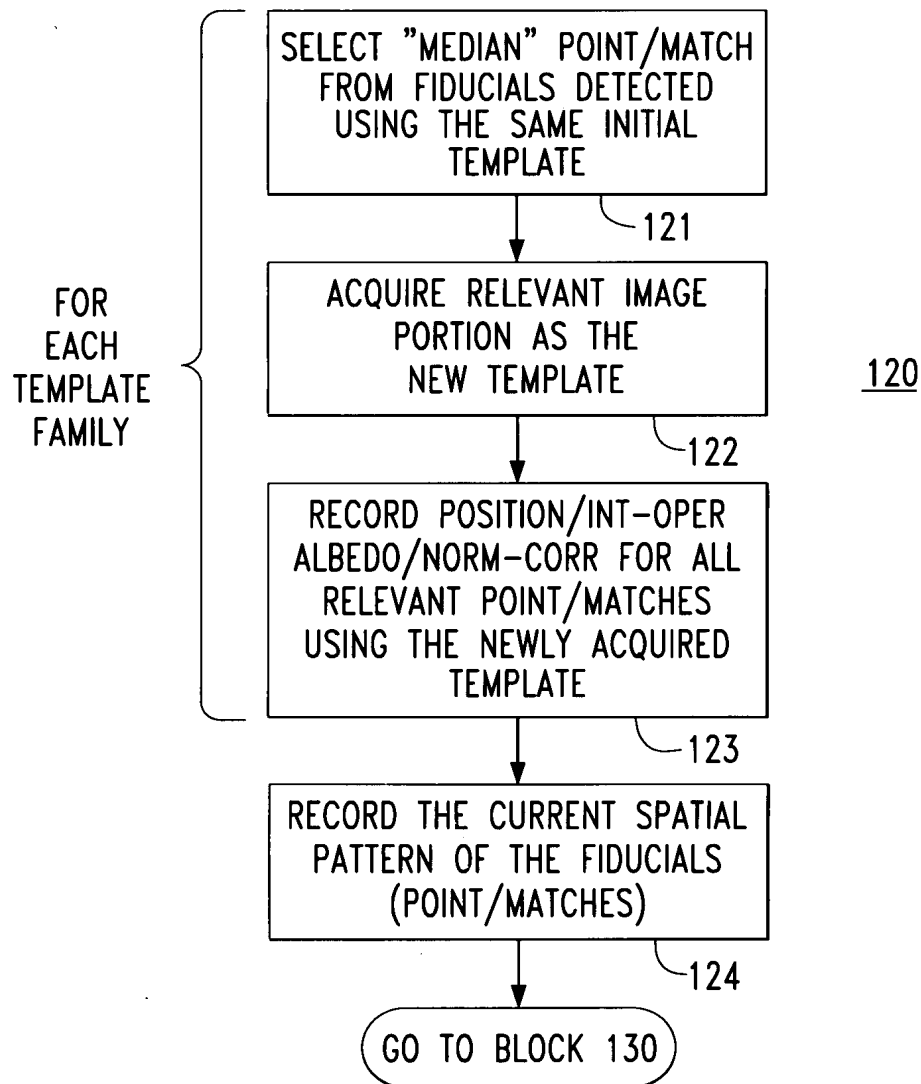 SELECT "MEDIAN" POINT/MATCH
FROM FIDUCIALS DETECTED
USING THE SAME INITIAL
TEMPLATE
121
FOR
EACH
TEMPLATE
FAMILY
ACQUIRE RELEVANT IMAGE
PORTION AS THE
NEW TEMPLATE
120
122
RECORD POSITION/INT-OPER
ALBEDO/NORM-CORR FOR ALL
RELEVANT POINT/MATCHES
USING THE NEWLY ACQUIRED
TEMPLATE
123
RECORD THE CURRENT SPATIAL
PATTERN OF THE FIDUCIALS
(POINT/MATCHES)
124
GO TO BLOCK 130